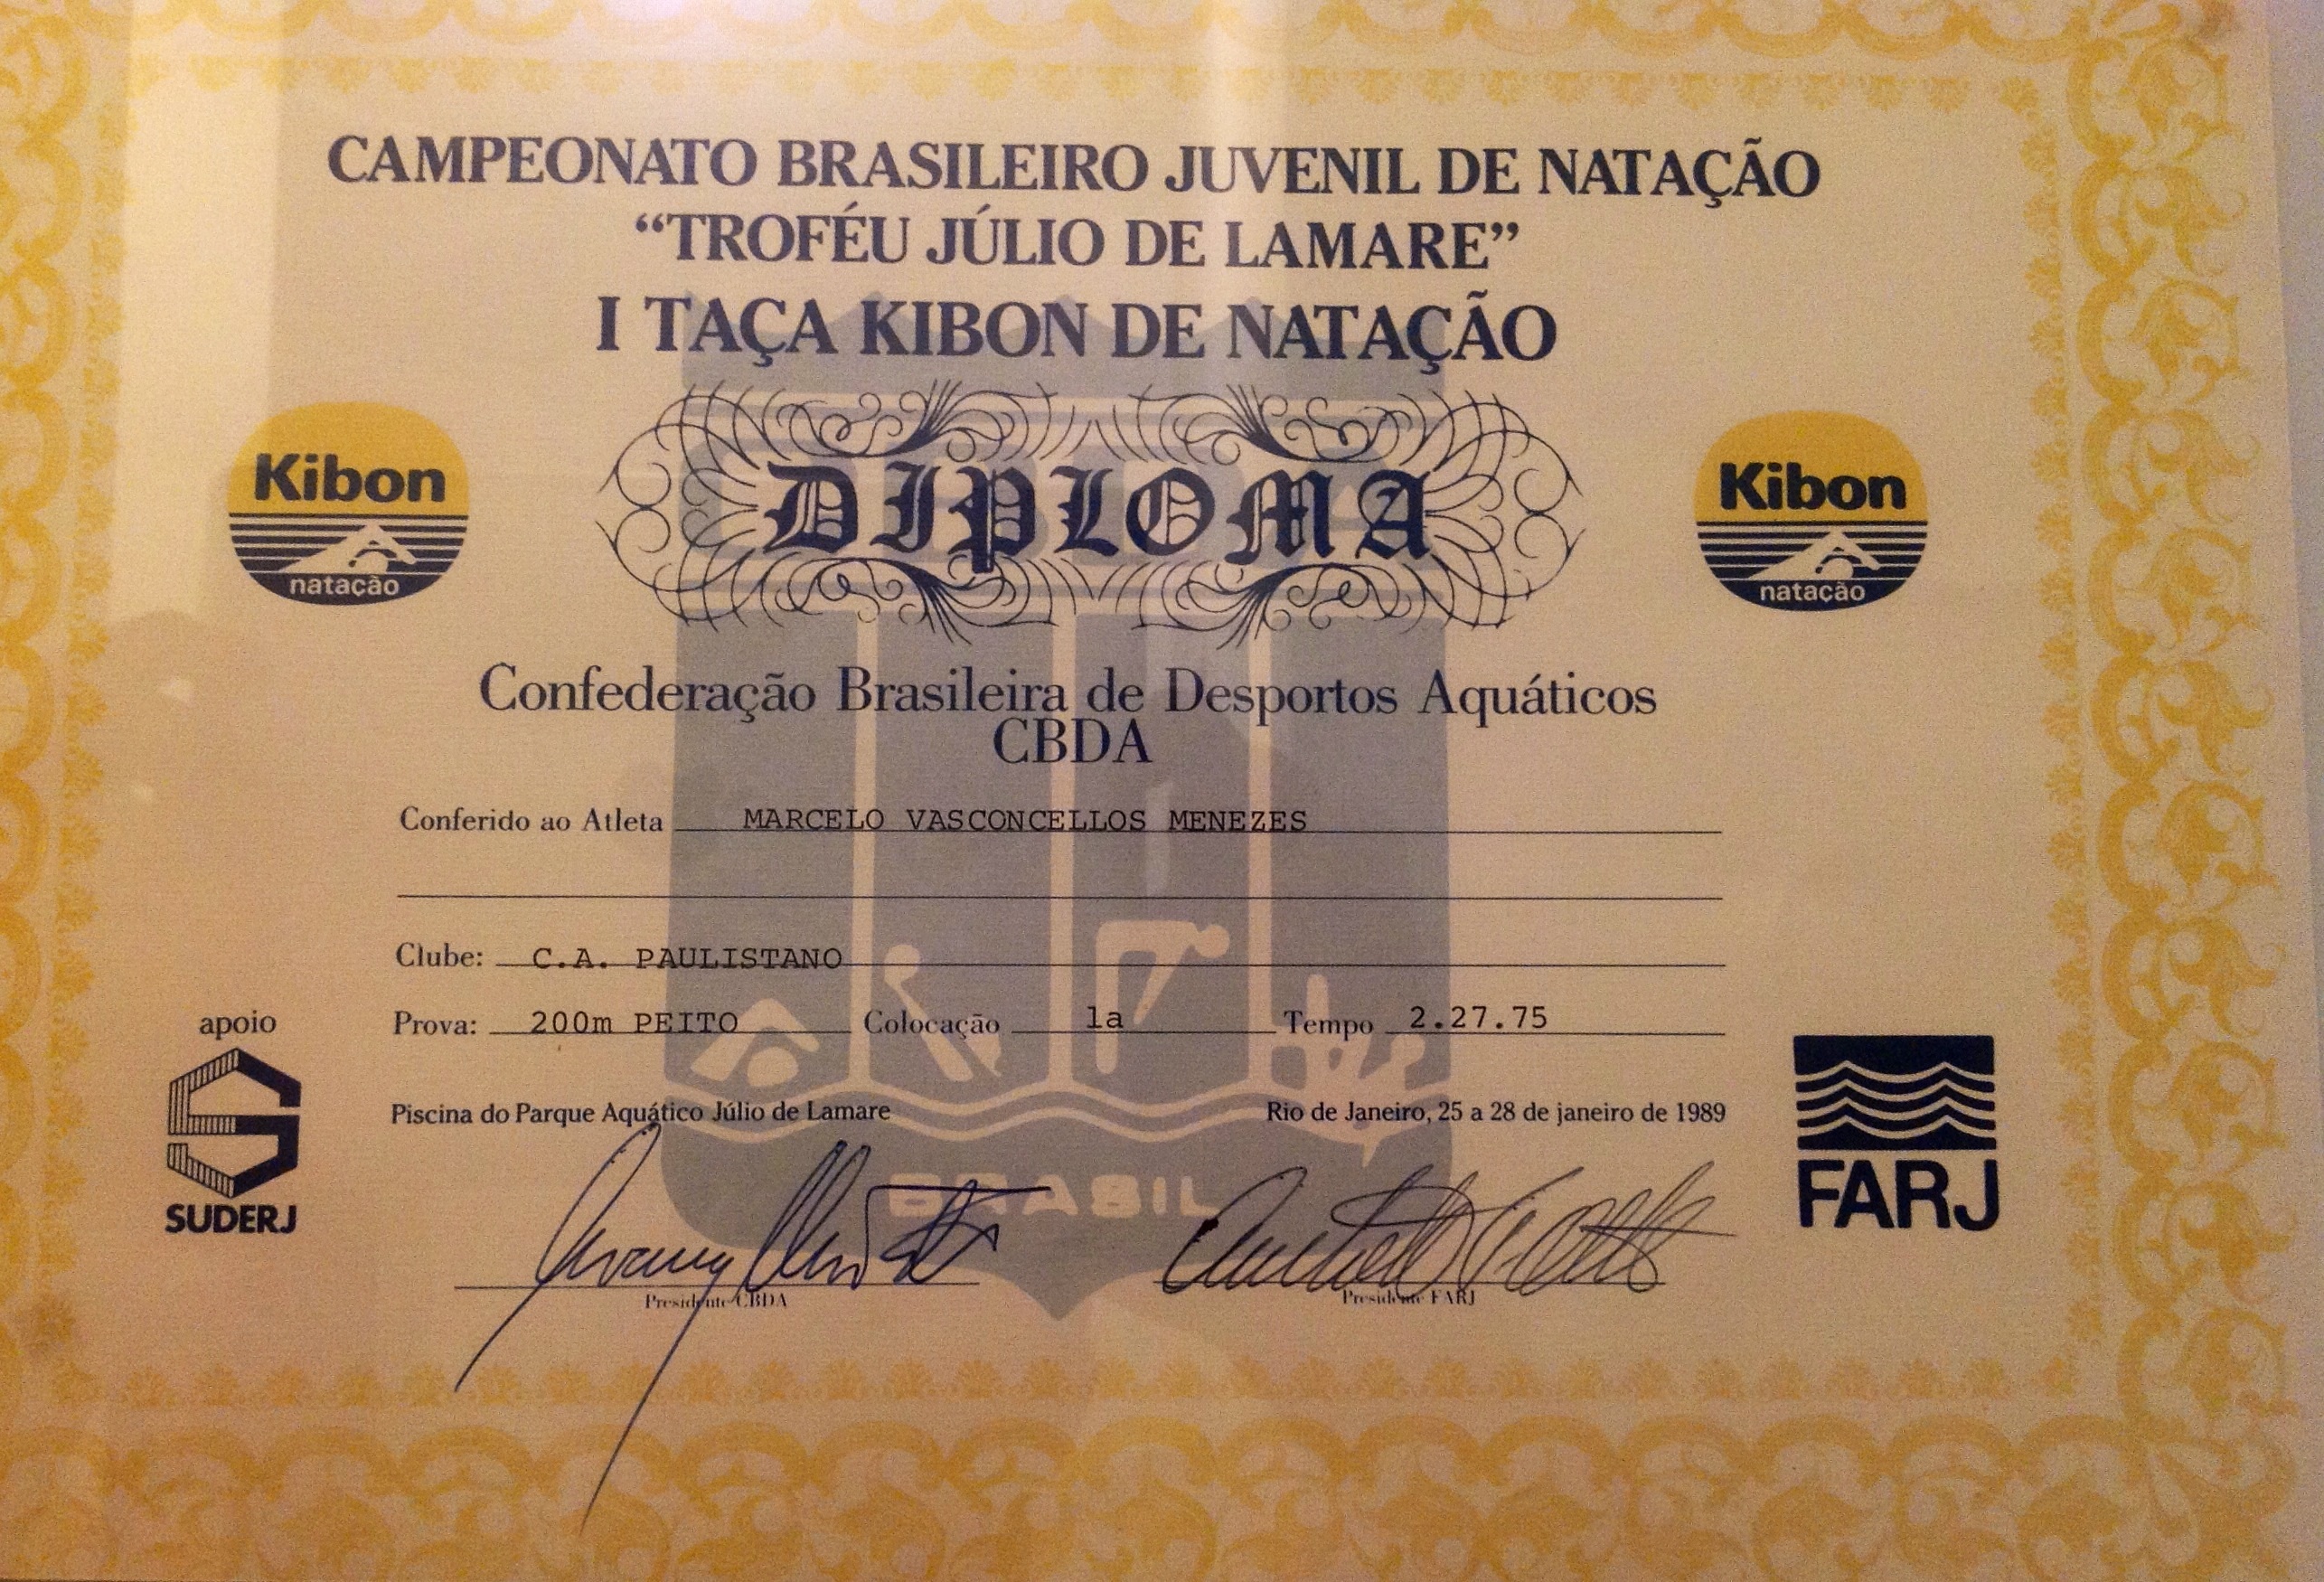 CAMPEONATO BRASILEIRO JUVENIL DE NATAÇÃO
“TROFÉU JÚLIO DE LAMARE”
I TAÇA KIBON DE NATAÇÃO
Kibon
natação
DIPLOMA
Kibon
natação
Confederação Brasileira de Desportos Aquáticos
CBDA
Conferido ao Atleta MARCELO VASCONCELLOS MENEZES
Clube: C.A. PAULISTANO
Prova: 200m PEITO Colocação 1a Tempo 2.27.75
apoio
SUDERJ
Piscina do Parque Aquático Júlio de Lamare
Rio de Janeiro, 25 a 28 de janeiro de 1989
FARJ
BRASIL
Presidente CBDA
Presidente FARJ